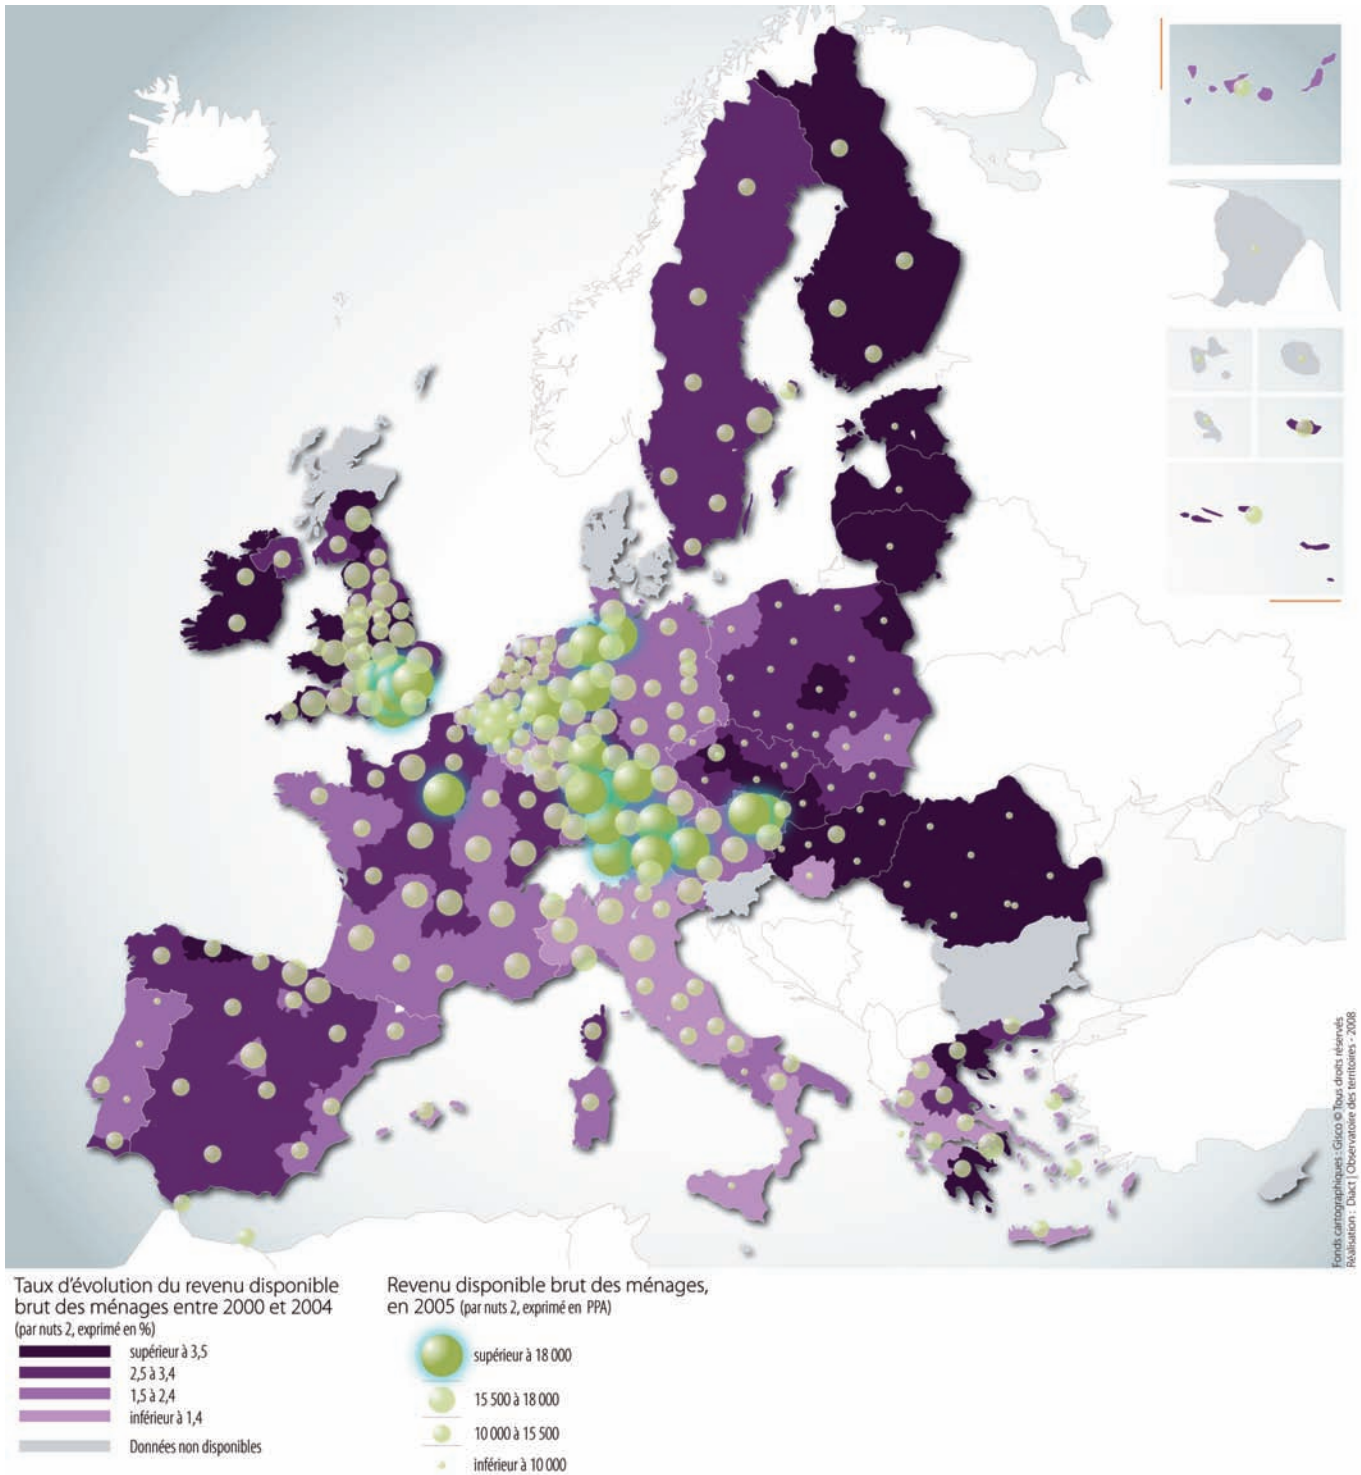 Fonds cartographiques : Gisco © Tous droits réservés
Réalisation : Diact | Observatoire des territoires - 2008
Taux d'évolution du revenu disponible
brut des ménages entre 2000 et 2004
(par nuts 2, exprimé en %)
supérieur à 3,5
2,5 à 3,4
1,5 à 2,4
inférieur à 1,4
Données non disponibles
Revenu disponible brut des ménages,
en 2005 (par nuts 2, exprimé en PPA)
supérieur à 18 000
15 500 à 18 000
10 000 à 15 500
inférieur à 10 000